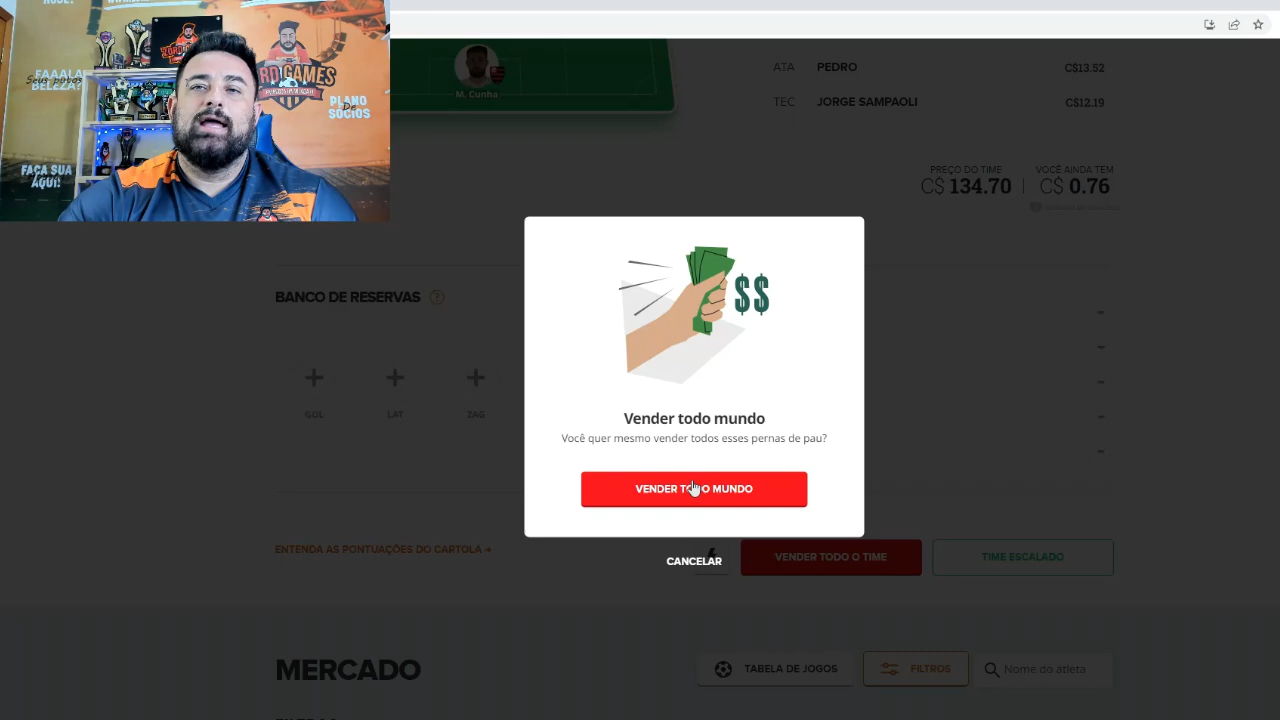 FAAALA
BELEZA?
FAÇA SUA
AQUI!
RD GAMES
PLANO
DE
SÓCIOS
M. Cunha
ATA PEDRO C$13.52
TEC JORGE SAMPAOLI C$12.19
PREÇO DO TIME
C$ 134.70
VOCÊ AINDA TEM
C$ 0.76
BANCO DE RESERVAS ?
GOL LAT ZAG
$$
Vender todo mundo
Você quer mesmo vender todos esses pernas de pau?
VENDER TODO MUNDO
CANCELAR
ENTENDA AS PONTUAÇÕES DO CARTOLA
VENDER TODO O TIME
TIME ESCALADO
MERCADO
TABELA DE JOGOS
FILTROS
Nome do atleta